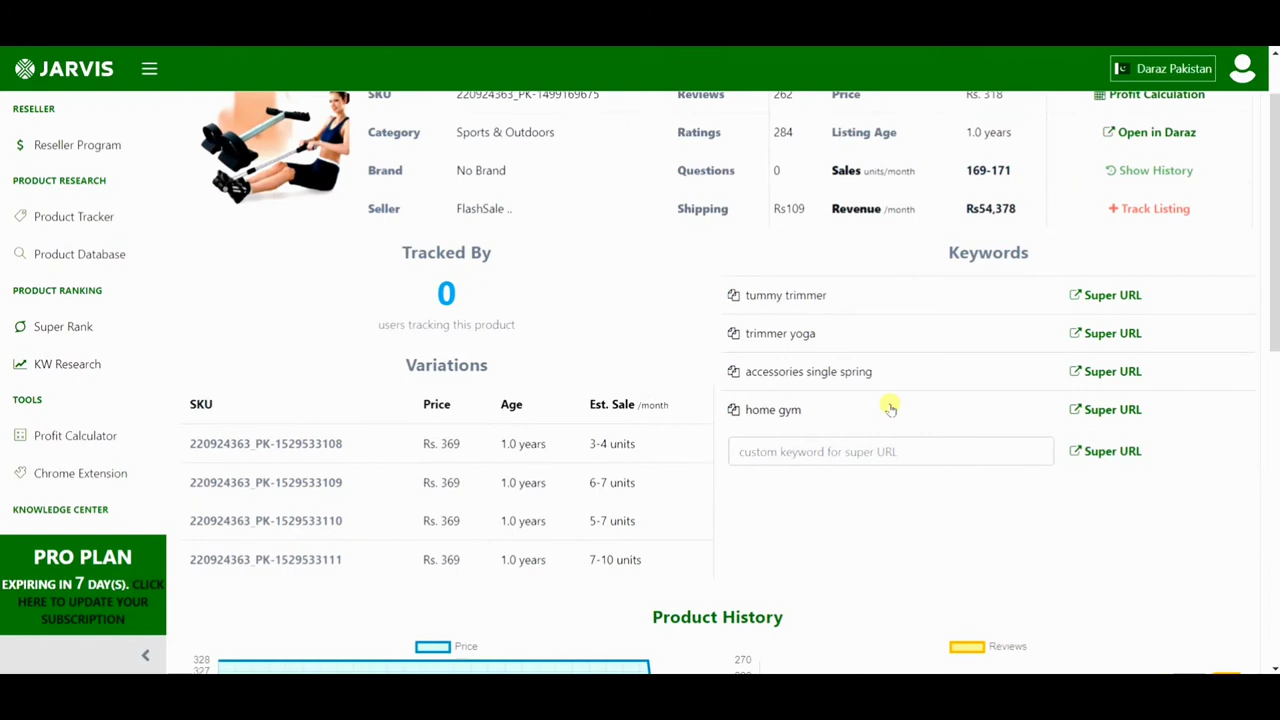 JARVIS
Daraz Pakistan
RESELLER
Reseller Program
PRODUCT RESEARCH
Product Tracker
Product Database
PRODUCT RANKING
Super Rank
KW Research
TOOLS
Profit Calculator
Chrome Extension
KNOWLEDGE CENTER
PRO PLAN
EXPIRING IN 7 DAY(S). CLICK
HERE TO UPDATE YOUR
SUBSCRIPTION
SKU 220924363_PK-1499169675 Reviews 262 Price Rs. 318 Profit Calculation
Category Sports & Outdoors Ratings 284 Listing Age 1.0 years Open in Daraz
Brand No Brand Questions 0 Sales units/month 169-171 Show History
Seller FlashSale .. Shipping Rs109 Revenue /month Rs54,378 + Track Listing
Tracked By
0
users tracking this product
Variations
SKU Price Age Est. Sale /month
220924363_PK-1529533108 Rs. 369 1.0 years 3-4 units
220924363_PK-1529533109 Rs. 369 1.0 years 6-7 units
220924363_PK-1529533110 Rs. 369 1.0 years 5-7 units
220924363_PK-1529533111 Rs. 369 1.0 years 7-10 units
Keywords
tummy trimmer Super URL
trimmer yoga Super URL
accessories single spring Super URL
home gym Super URL
custom keyword for super URL Super URL
Product History
Price
328
327
Reviews
270